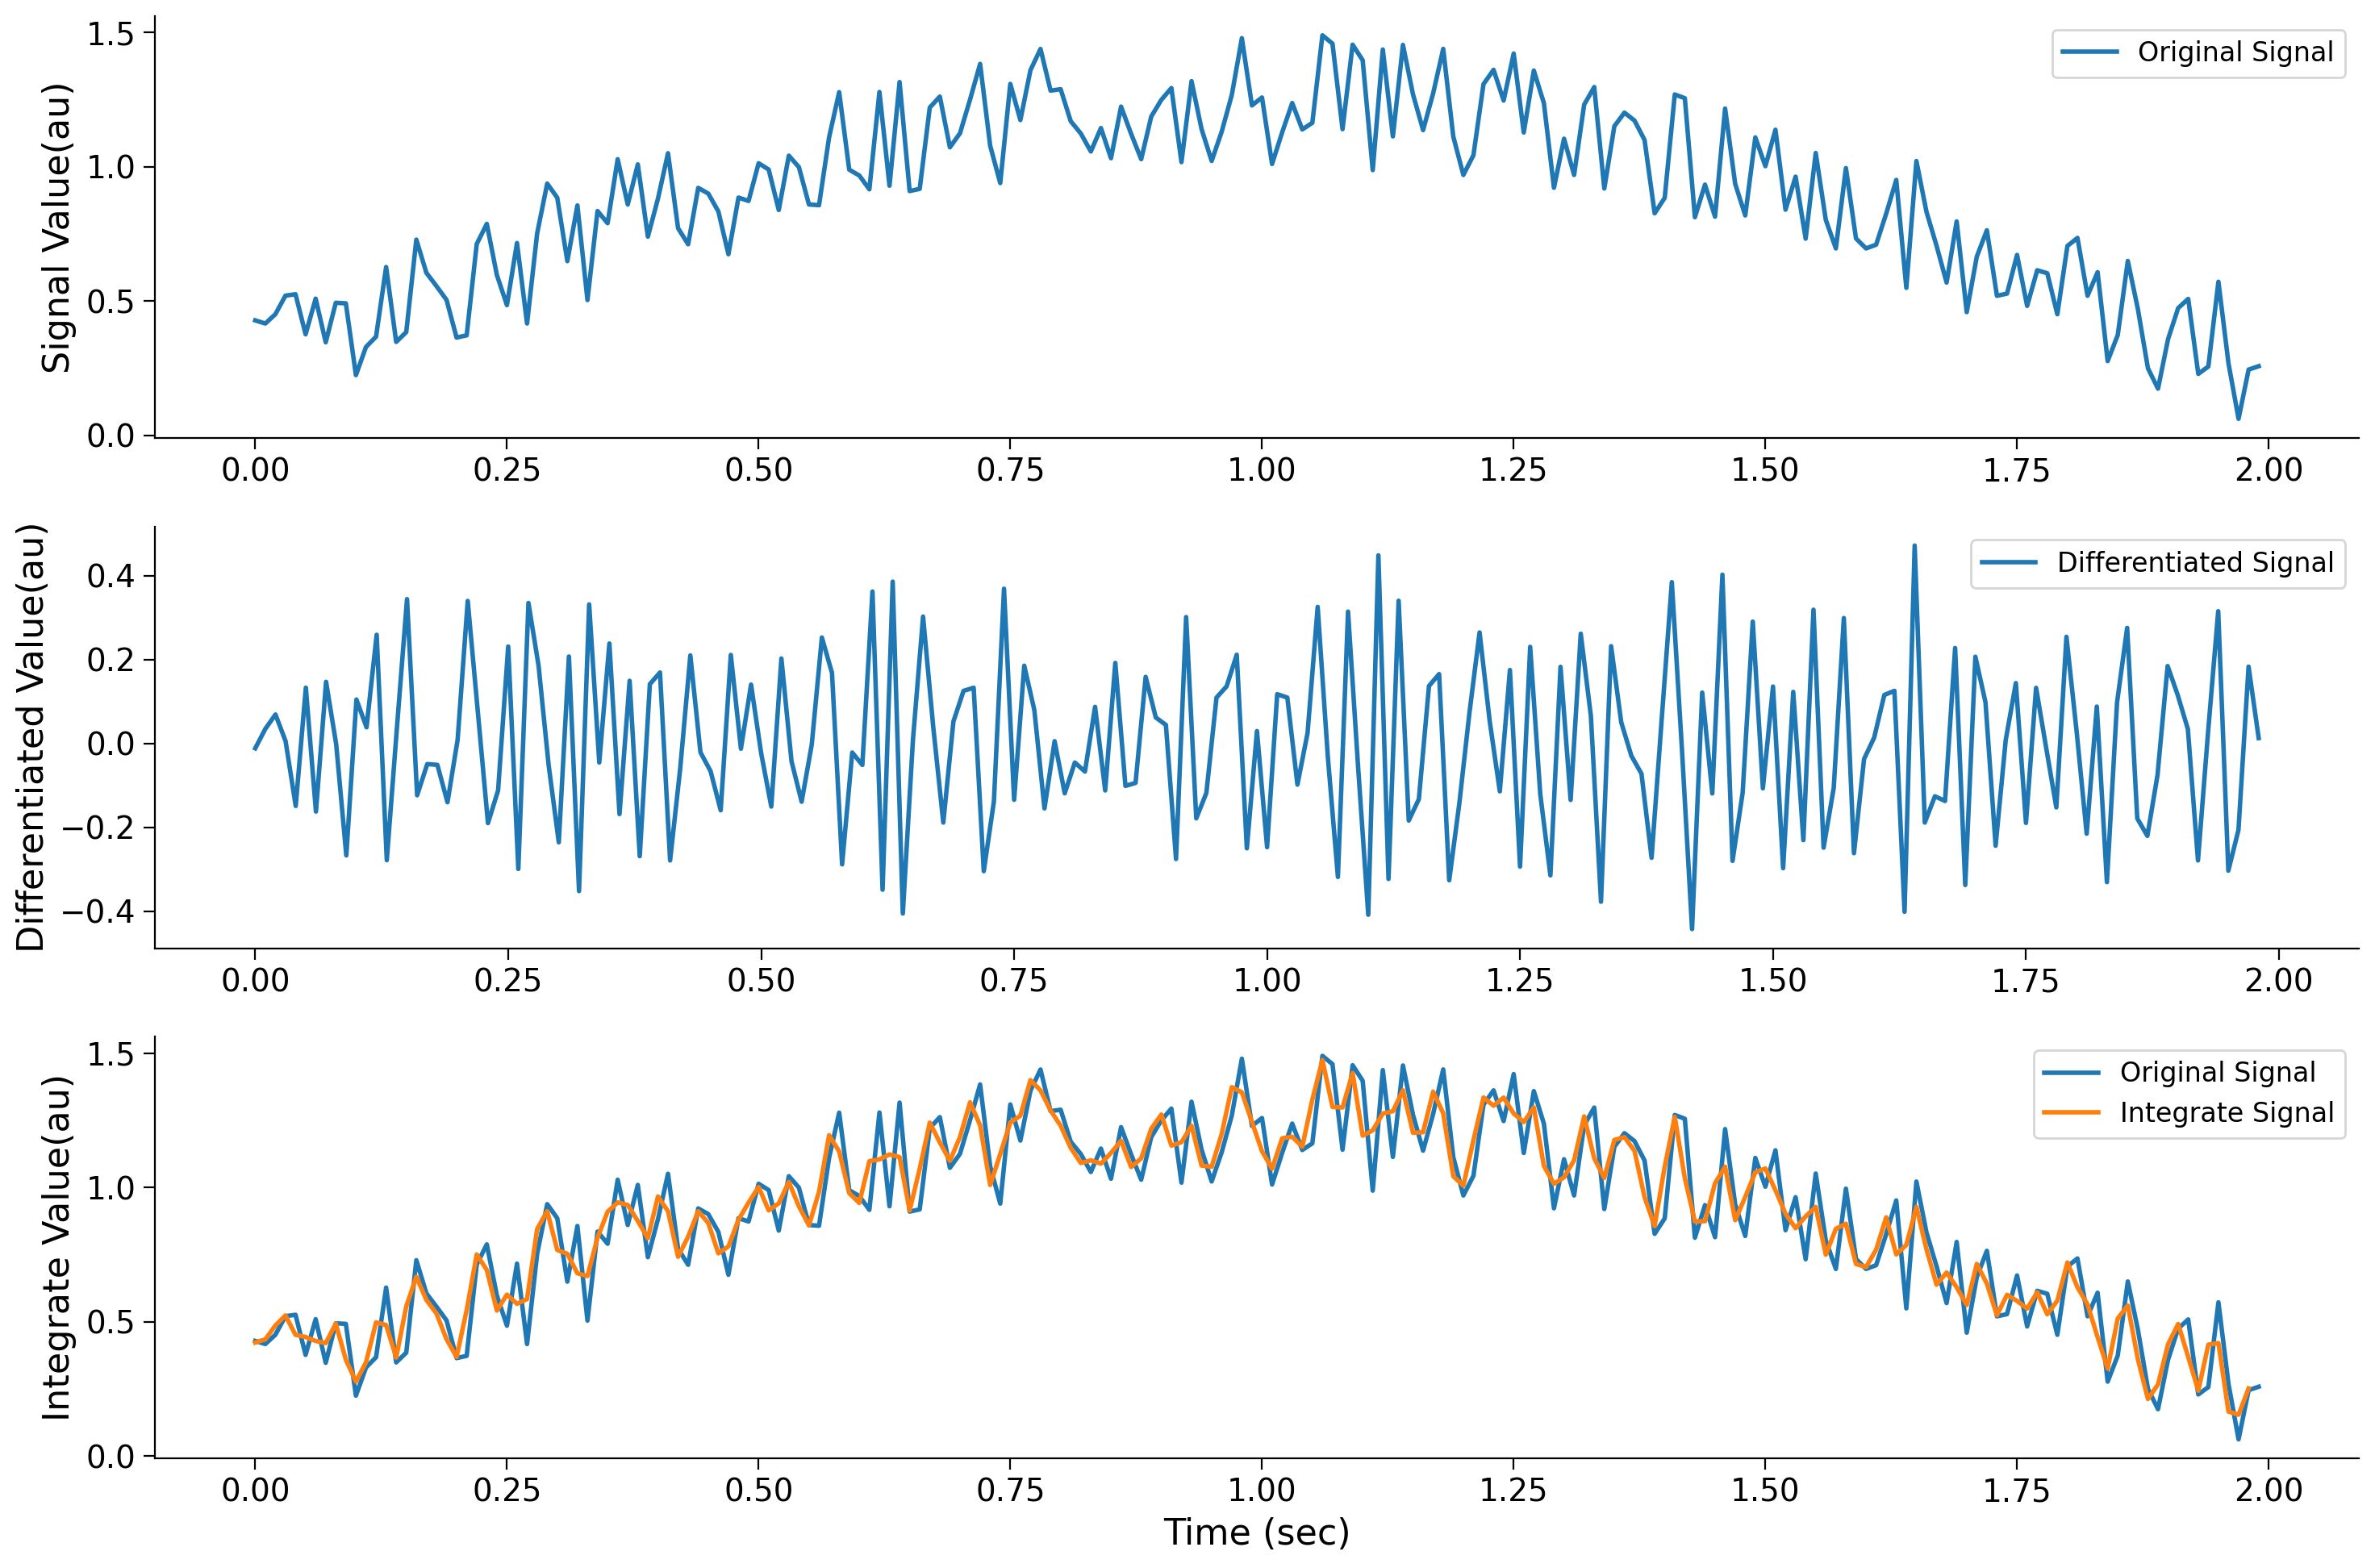 Signal Value(au)
1.5
1.0
0.5
0.0
Original Signal
0.00 0.25 0.50 0.75 1.00 1.25 1.50 1.75 2.00
Differentiated Value(au)
0.4
0.2
0.0
−0.2
−0.4
Differentiated Signal
0.00 0.25 0.50 0.75 1.00 1.25 1.50 1.75 2.00
Integrate Value(au)
1.5
1.0
0.5
0.0
Original Signal
Integrate Signal
0.00 0.25 0.50 0.75 1.00 1.25 1.50 1.75 2.00
Time (sec)